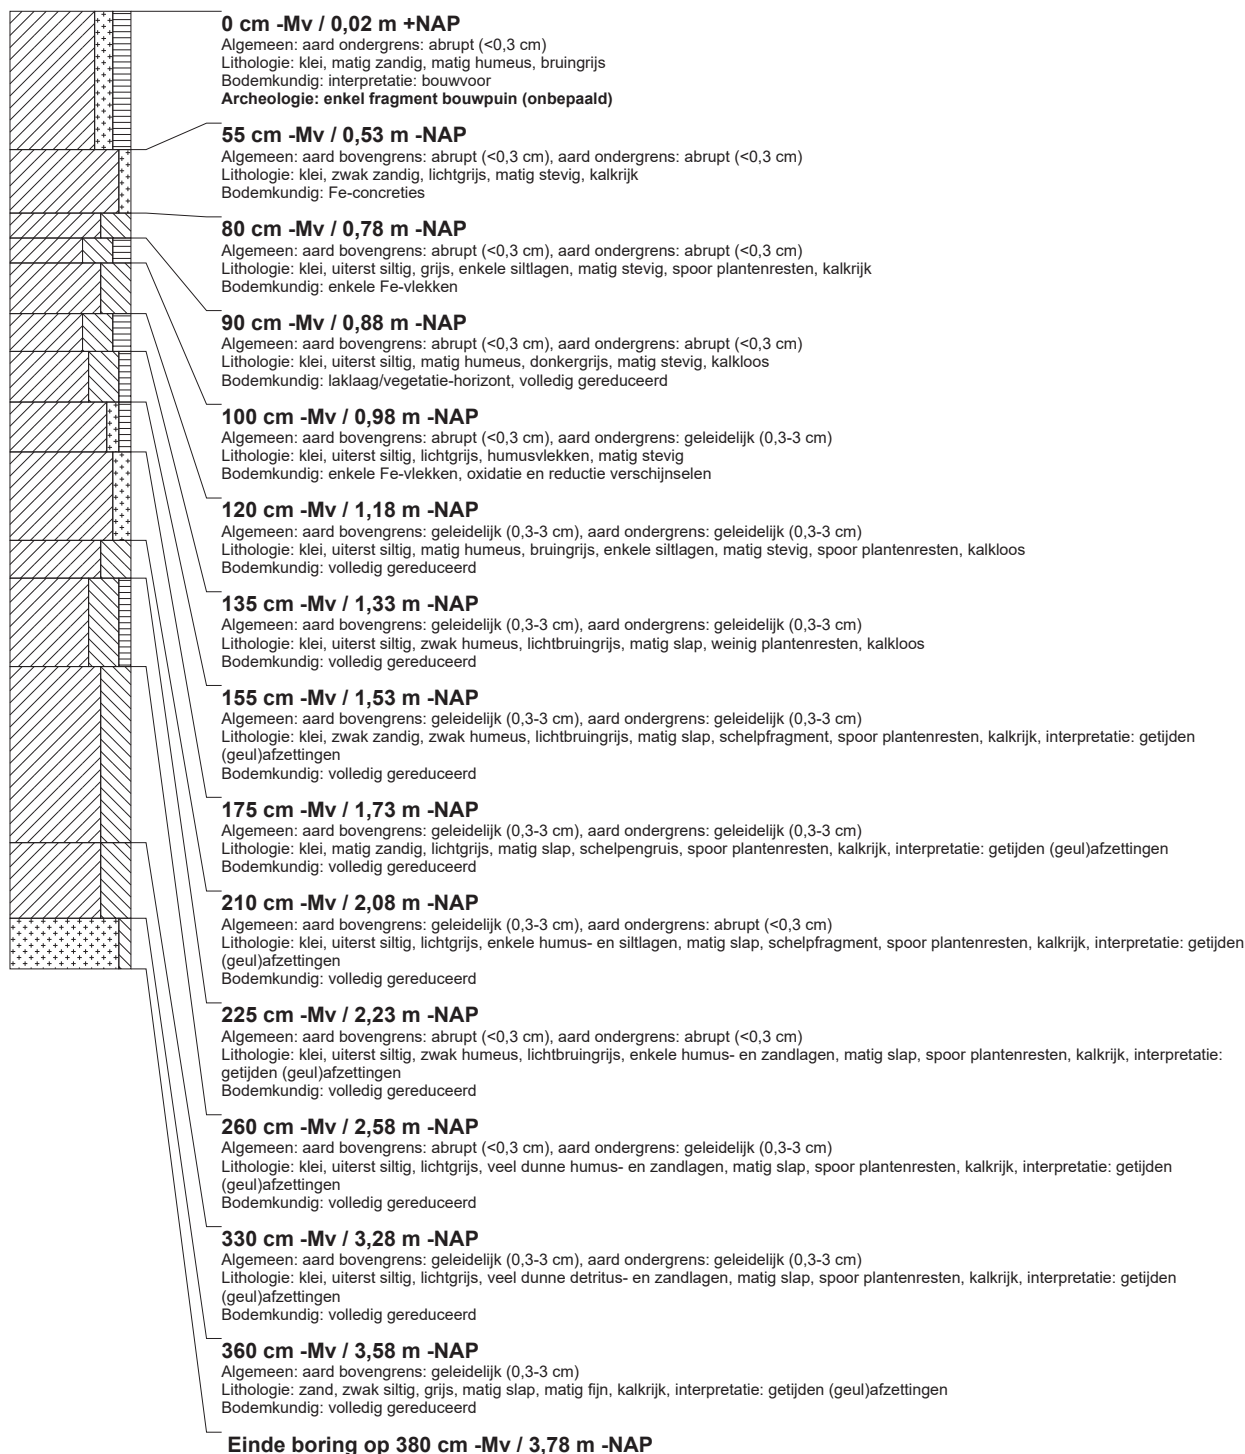 0 cm -Mv / 0,02 m +NAP
Algemeen: aard ondergrens: abrupt (<0,3 cm)
Lithologie: klei, matig zandig, matig humeus, bruingrijs
Bodemkundig: interpretatie: bouwvoor
Archeologie: enkel fragment bouwpuin (onbepaald)
55 cm -Mv / 0,53 m -NAP
Algemeen: aard bovengrens: abrupt (<0,3 cm), aard ondergrens: abrupt (<0,3 cm)
Lithologie: klei, zwak zandig, lichtgrijs, matig stevig, kalkrijk
Bodemkundig: Fe-concreties
80 cm -Mv / 0,78 m -NAP
Algemeen: aard bovengrens: abrupt (<0,3 cm), aard ondergrens: abrupt (<0,3 cm)
Lithologie: klei, uiterst siltig, grijs, enkele siltlagen, matig stevig, spoor plantenresten, kalkrijk
Bodemkundig: enkele Fe-vlekken
90 cm -Mv / 0,88 m -NAP
Algemeen: aard bovengrens: abrupt (<0,3 cm), aard ondergrens: abrupt (<0,3 cm)
Lithologie: klei, uiterst siltig, matig humeus, donkergrijs, matig stevig, kalkloos
Bodemkundig: laklaag/vegetatie-horizont, volledig gereduceerd
100 cm -Mv / 0,98 m -NAP
Algemeen: aard bovengrens: abrupt (<0,3 cm), aard ondergrens: geleidelijk (0,3-3 cm)
Lithologie: klei, uiterst siltig, lichtgrijs, humusvlekken, matig stevig
Bodemkundig: enkele Fe-vlekken, oxidatie en reductie verschijnselen
120 cm -Mv / 1,18 m -NAP
Algemeen: aard bovengrens: geleidelijk (0,3-3 cm), aard ondergrens: geleidelijk (0,3-3 cm)
Lithologie: klei, uiterst siltig, matig humeus, bruingrijs, enkele siltlagen, matig stevig, spoor plantenresten, kalkloos
Bodemkundig: volledig gereduceerd
135 cm -Mv / 1,33 m -NAP
Algemeen: aard bovengrens: geleidelijk (0,3-3 cm), aard ondergrens: geleidelijk (0,3-3 cm)
Lithologie: klei, uiterst siltig, zwak humeus, lichtbruingrijs, matig slap, weinig plantenresten, kalkloos
Bodemkundig: volledig gereduceerd
155 cm -Mv / 1,53 m -NAP
Algemeen: aard bovengrens: geleidelijk (0,3-3 cm), aard ondergrens: geleidelijk (0,3-3 cm)
Lithologie: klei, zwak zandig, zwak humeus, lichtbruingrijs, matig slap, schelpfragment, spoor plantenresten, kalkrijk, interpretatie: getijden
(geul)afzettingen
Bodemkundig: volledig gereduceerd
175 cm -Mv / 1,73 m -NAP
Algemeen: aard bovengrens: geleidelijk (0,3-3 cm), aard ondergrens: geleidelijk (0,3-3 cm)
Lithologie: klei, matig zandig, lichtgrijs, matig slap, schelpengruis, spoor plantenresten, kalkrijk, interpretatie: getijden (geul)afzettingen
Bodemkundig: volledig gereduceerd
210 cm -Mv / 2,08 m -NAP
Algemeen: aard bovengrens: geleidelijk (0,3-3 cm), aard ondergrens: abrupt (<0,3 cm)
Lithologie: klei, uiterst siltig, lichtgrijs, enkele humus- en siltlagen, matig slap, schelpfragment, spoor plantenresten, kalkrijk, interpretatie: getijden
(geul)afzettingen
Bodemkundig: volledig gereduceerd
225 cm -Mv / 2,23 m -NAP
Algemeen: aard bovengrens: abrupt (<0,3 cm), aard ondergrens: abrupt (<0,3 cm)
Lithologie: klei, uiterst siltig, zwak humeus, lichtbruingrijs, enkele humus- en zandlagen, matig slap, spoor plantenresten, kalkrijk, interpretatie:
getijden (geul)afzettingen
Bodemkundig: volledig gereduceerd
260 cm -Mv / 2,58 m -NAP
Algemeen: aard bovengrens: abrupt (<0,3 cm), aard ondergrens: geleidelijk (0,3-3 cm)
Lithologie: klei, uiterst siltig, lichtgrijs, veel dunne humus- en zandlagen, matig slap, spoor plantenresten, kalkrijk, interpretatie: getijden
(geul)afzettingen
Bodemkundig: volledig gereduceerd
330 cm -Mv / 3,28 m -NAP
Algemeen: aard bovengrens: geleidelijk (0,3-3 cm), aard ondergrens: geleidelijk (0,3-3 cm)
Lithologie: klei, uiterst siltig, lichtgrijs, veel dunne detritus- en zandlagen, matig slap, spoor plantenresten, kalkrijk, interpretatie: getijden
(geul)afzettingen
Bodemkundig: volledig gereduceerd
360 cm -Mv / 3,58 m -NAP
Algemeen: aard bovengrens: geleidelijk (0,3-3 cm)
Lithologie: zand, zwak siltig, grijs, matig slap, matig fijn, kalkrijk, interpretatie: getijden (geul)afzettingen
Bodemkundig: volledig gereduceerd
Einde boring op 380 cm -Mv / 3,78 m -NAP